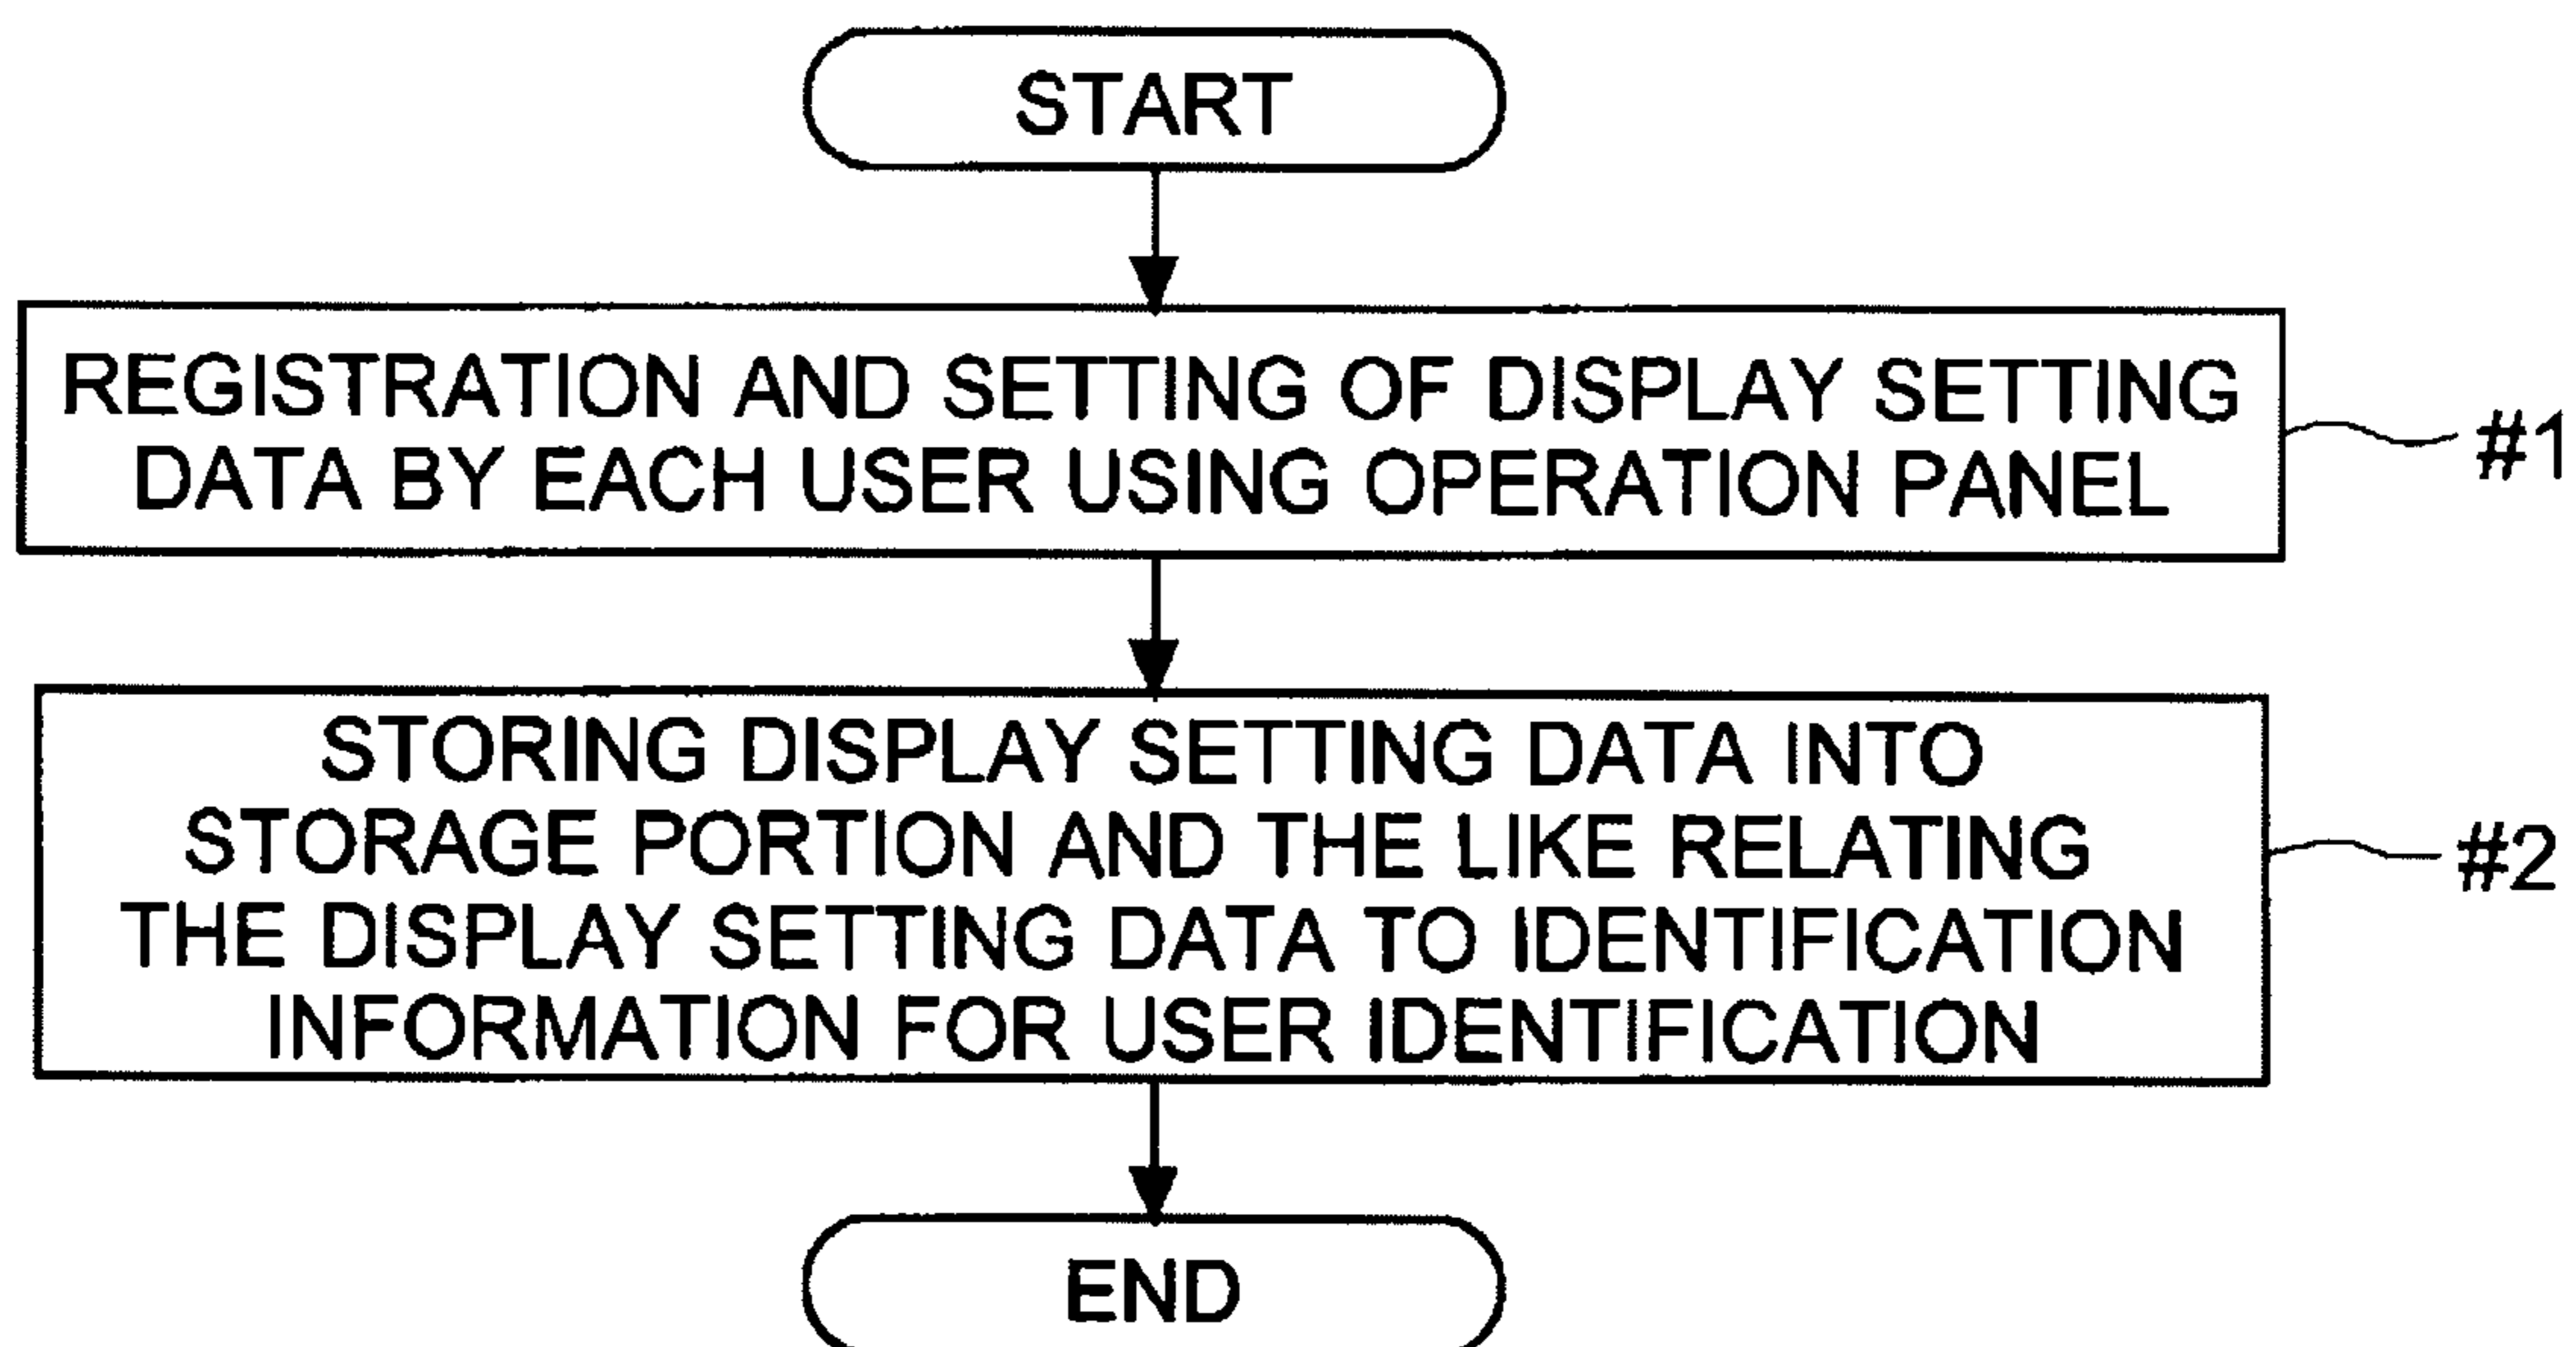 START
REGISTRATION AND SETTING OF DISPLAY SETTING
DATA BY EACH USER USING OPERATION PANEL
#1
STORING DISPLAY SETTING DATA INTO
STORAGE PORTION AND THE LIKE RELATING
THE DISPLAY SETTING DATA TO IDENTIFICATION
INFORMATION FOR USER IDENTIFICATION
#2
END